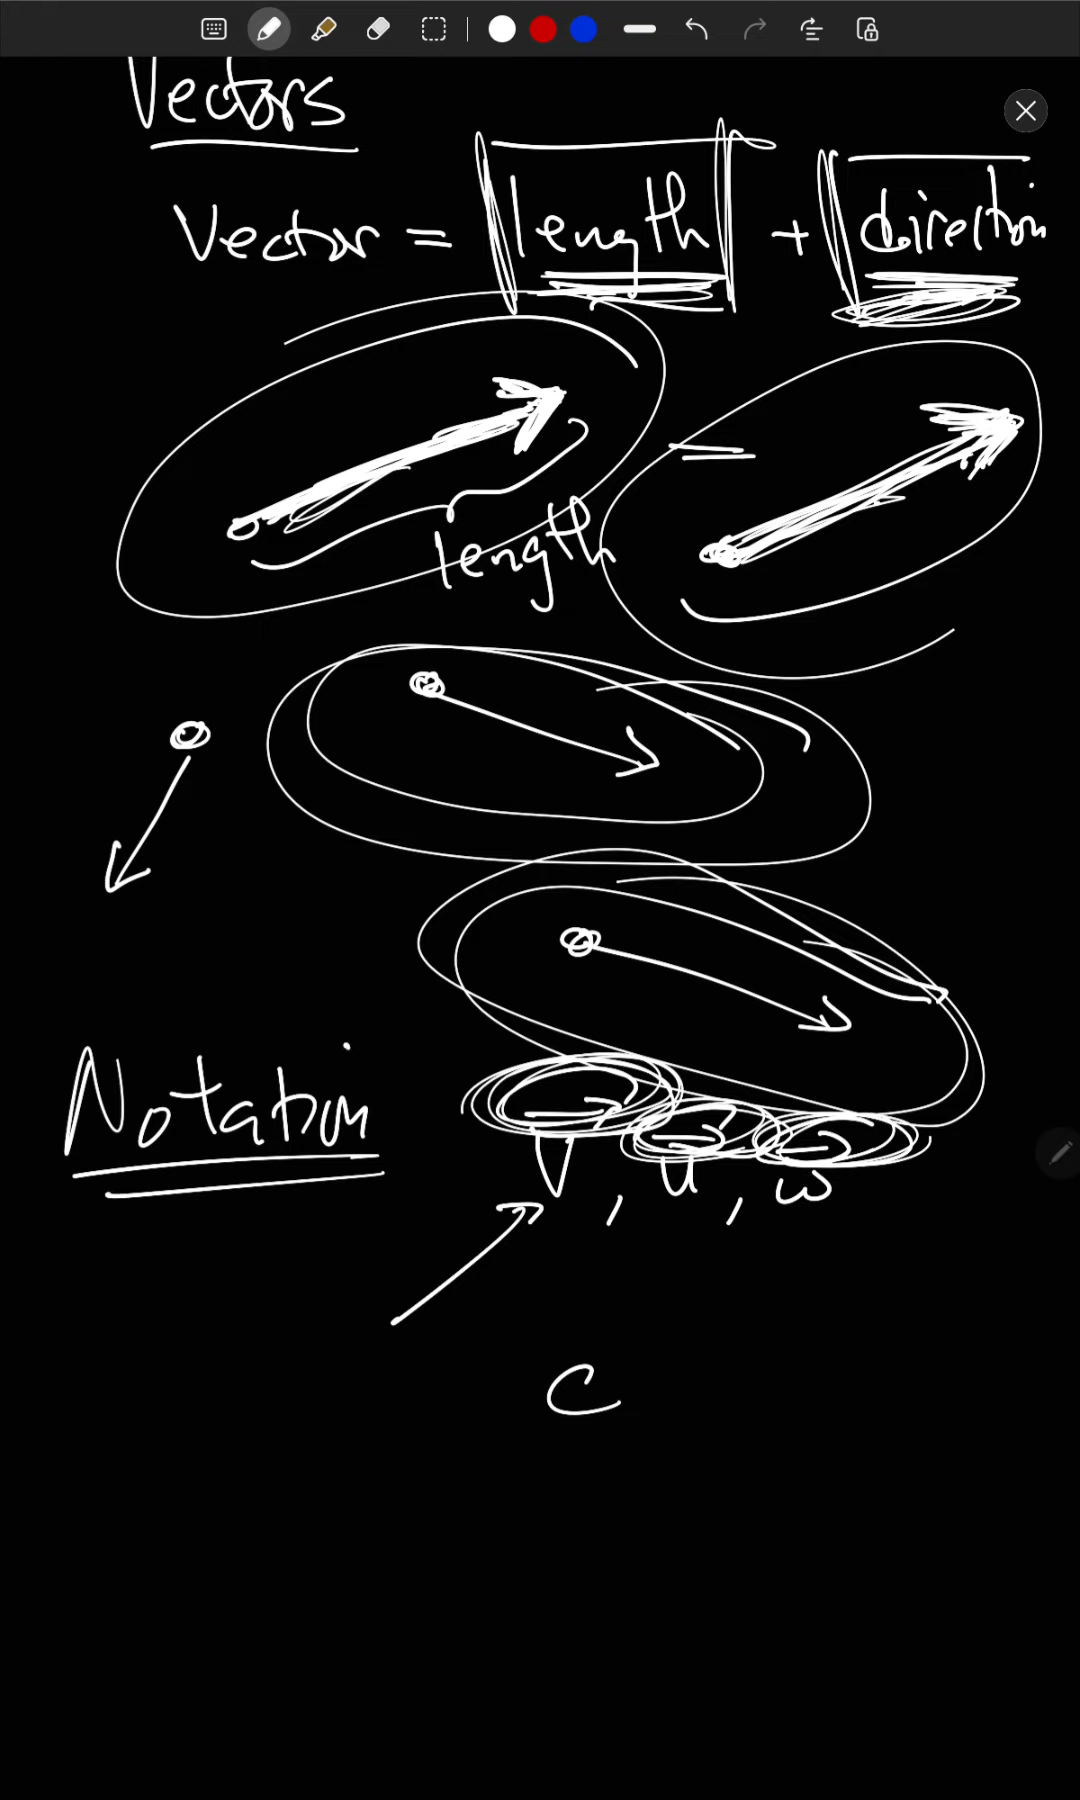 Vectors
Vector = length + direction
=
length
Notation
v⃗, u⃗, w⃗
C